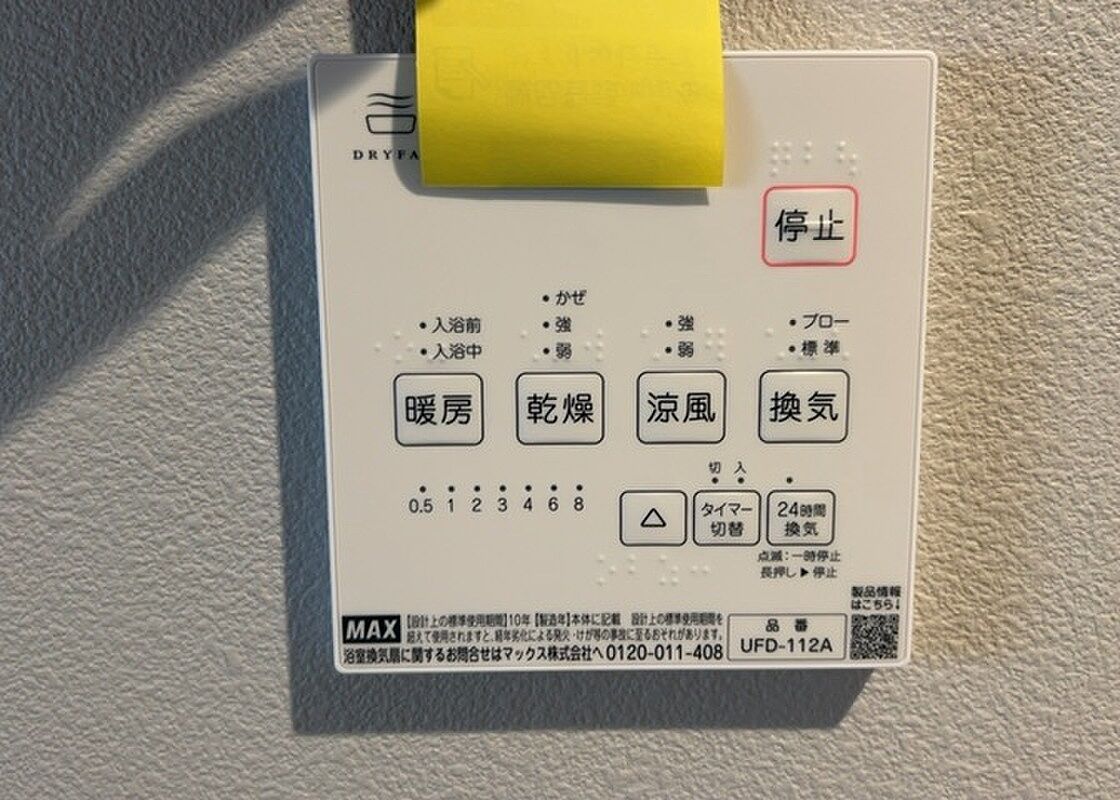 DRYFA
停止
• かぜ
• 入浴前 • 強 • 強 • ブロー
• 入浴中 • 弱 • 弱 • 標準
暖房 乾燥 涼風 換気
切 入
0.5 1 2 3 4 6 8
△ タイマー切替 24時間換気
点滅:一時停止
長押し▶停止
製品情報
はこちら↓
MAX 【設計上の標準使用期間】10年 【製造年】本体に記載 設計上の標準使用期間を
超えて使用されますと、経年劣化による発火・けが等の事故に至るおそれがあります。
浴室換気扇に関するお問合せはマックス株式会社へ 0120-011-408
品番
UFD-112A